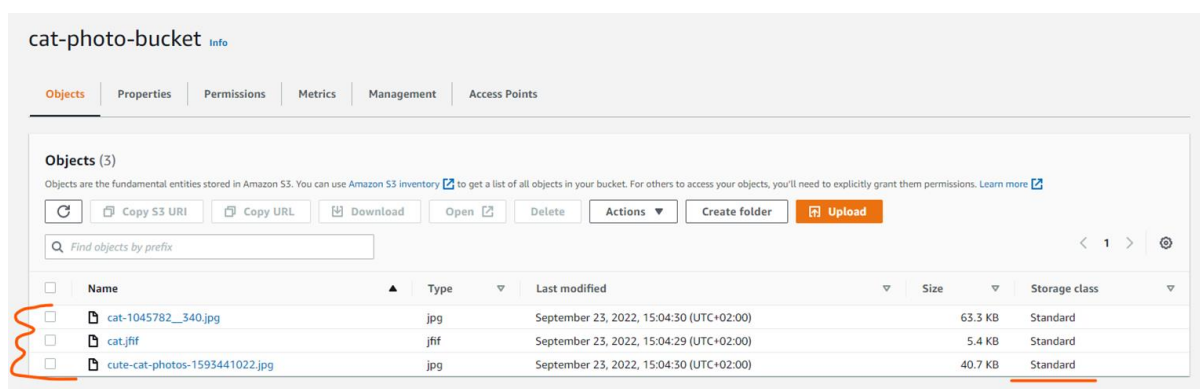 cat-photo-bucket Info
Objects Properties Permissions Metrics Management Access Points
Objects (3)
Objects are the fundamental entities stored in Amazon S3. You can use Amazon S3 inventory to get a list of all objects in your bucket. For others to access your objects, you'll need to explicitly grant them permissions. Learn more
Copy S3 URI Copy URL Download Open Delete Actions Create folder Upload
Find objects by prefix
1
Name Type Last modified Size Storage class
cat-1045782__340.jpg jpg September 23, 2022, 15:04:30 (UTC+02:00) 63.3 KB Standard
cat.jfif jfif September 23, 2022, 15:04:29 (UTC+02:00) 5.4 KB Standard
cute-cat-photos-1593441022.jpg jpg September 23, 2022, 15:04:30 (UTC+02:00) 40.7 KB Standard